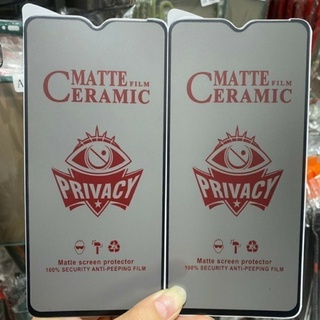 MATTE FILM
CERAMIC
PRIVACY
Matte screen protector
100% SECURITY ANTI-PEEPING FILM
MATTE FILM
CERAMIC
PRIVACY
Matte screen protector
100% SECURITY ANTI-PEEPING FILM